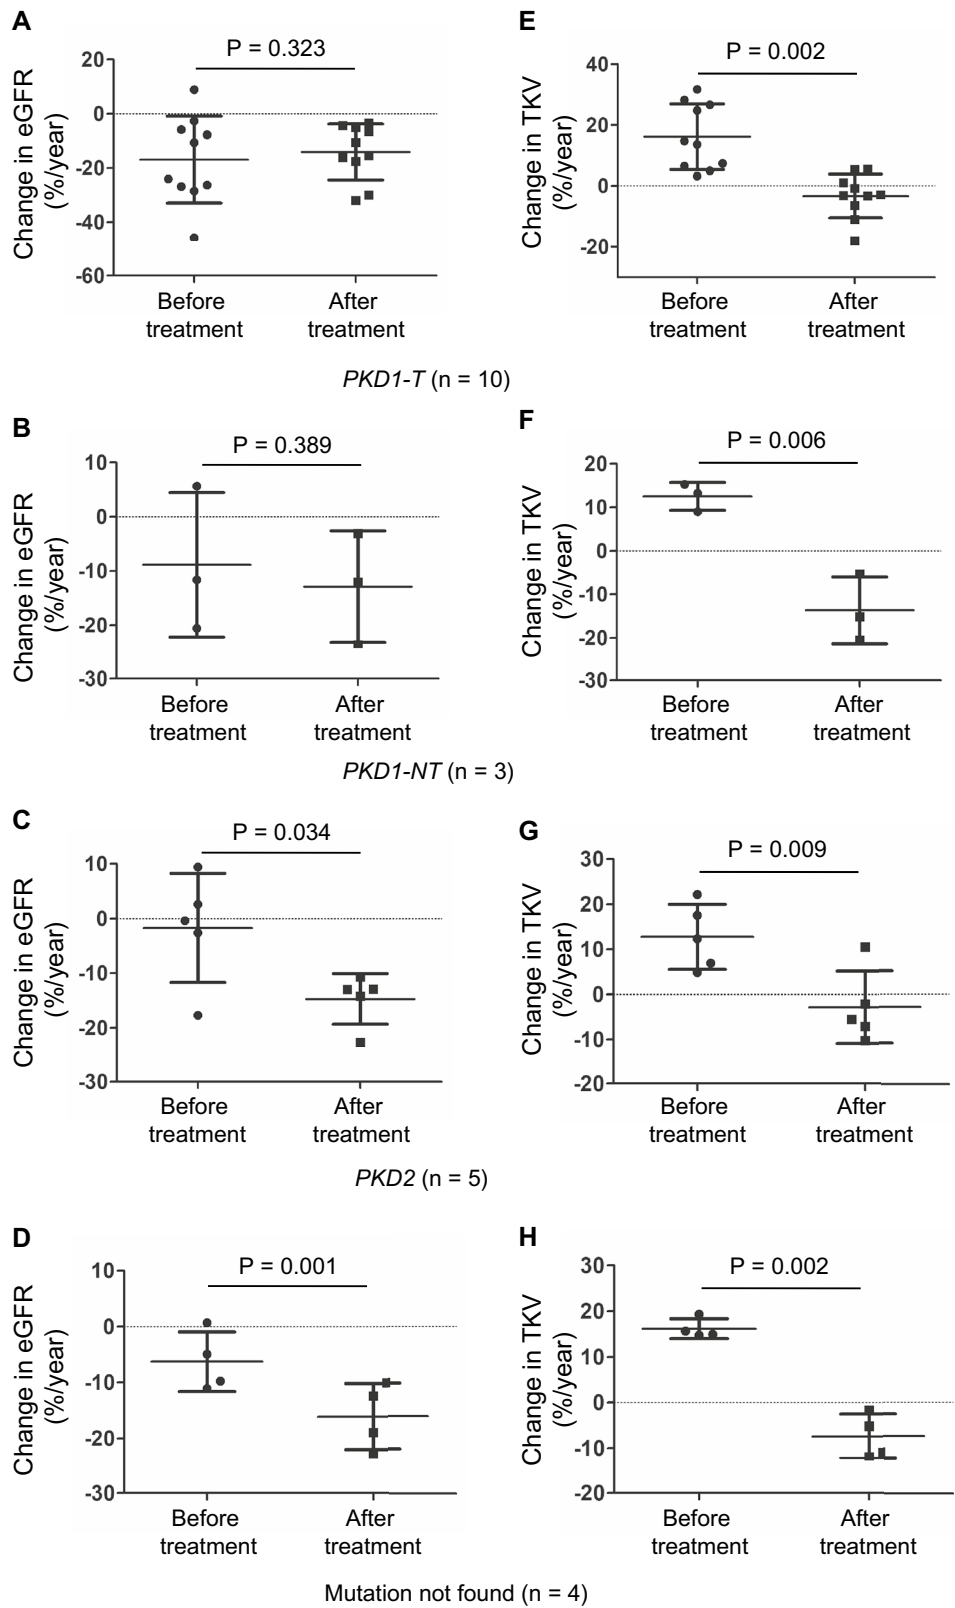 A
P = 0.323
Change in eGFR
(%/year)
20
0
-20
-40
-60
Before
treatment
After
treatment
E
P = 0.002
Change in TKV
(%/year)
40
20
0
-20
Before
treatment
After
treatment
PKD1-T (n = 10)
B
P = 0.389
Change in eGFR
(%/year)
10
0
-10
-20
-30
Before
treatment
After
treatment
F
P = 0.006
Change in TKV
(%/year)
20
10
0
-10
-20
-30
Before
treatment
After
treatment
PKD1-NT (n = 3)
C
P = 0.034
Change in eGFR
(%/year)
10
0
-10
-20
-30
Before
treatment
After
treatment
G
P = 0.009
Change in TKV
(%/year)
30
20
10
0
-10
-20
Before
treatment
After
treatment
PKD2 (n = 5)
D
P = 0.001
Change in eGFR
(%/year)
10
0
-10
-20
-30
Before
treatment
After
treatment
H
P = 0.002
Change in TKV
(%/year)
30
20
10
0
-10
-20
Before
treatment
After
treatment
Mutation not found (n = 4)